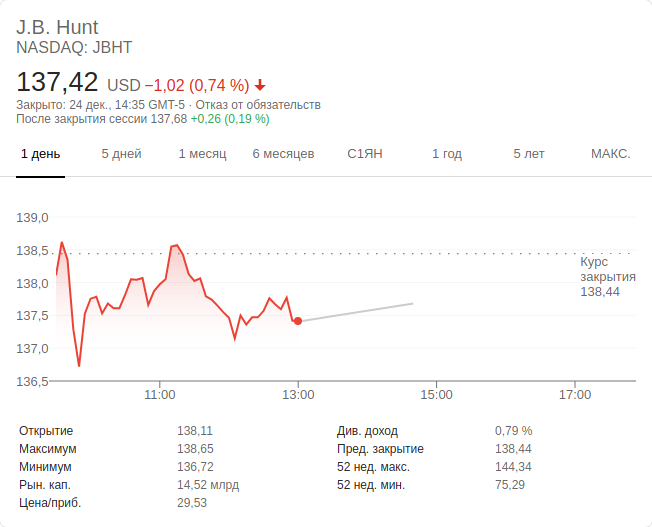 J.B. Hunt
NASDAQ: JBHT
137,42 USD −1,02 (0,74 %)
Закрыто: 24 дек., 14:35 GMT-5 · Отказ от обязательств
После закрытия сессии 137,68 +0,26 (0,19 %)
1 день 5 дней 1 месяц 6 месяцев С1ЯН 1 год 5 лет МАКС.
139,0
138,5
138,0
137,5
137,0
136,5
Курс
закрытия
138,44
11:00 13:00 15:00 17:00
Открытие 138,11 Див. доход 0,79 %
Максимум 138,65 Пред. закрытие 138,44
Минимум 136,72 52 нед. макс. 144,34
Рын. кап. 14,52 млрд 52 нед. мин. 75,29
Цена/приб. 29,53